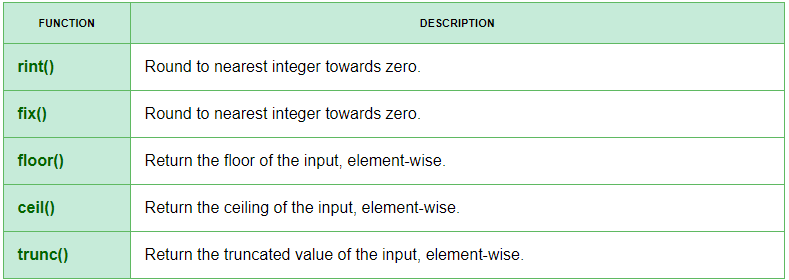 FUNCTION DESCRIPTION
rint() Round to nearest integer towards zero.
fix() Round to nearest integer towards zero.
floor() Return the floor of the input, element-wise.
ceil() Return the ceiling of the input, element-wise.
trunc() Return the truncated value of the input, element-wise.